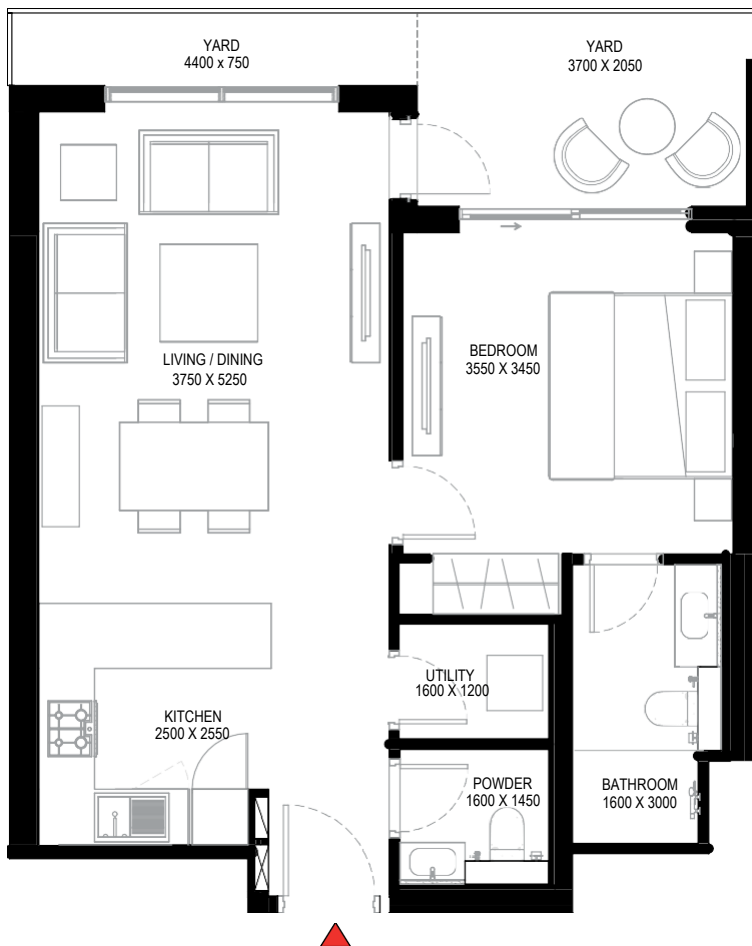 YARD
4400 x 750
YARD
3700 X 2050
LIVING / DINING
3750 X 5250
BEDROOM
3550 X 3450
UTILITY
1600 X 1200
KITCHEN
2500 X 2550
POWDER
1600 X 1450
BATHROOM
1600 X 3000